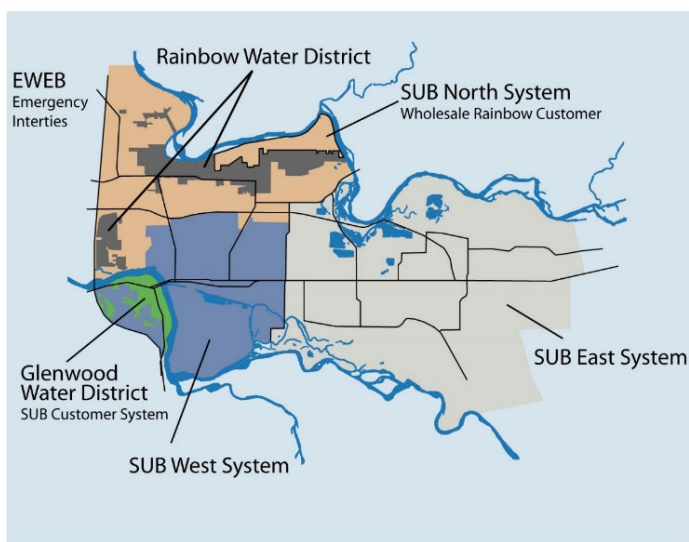 Rainbow Water District
EWEB
Emergency
Interties
SUB North System
Wholesale Rainbow Customer
Glenwood
Water District
SUB Customer System
SUB East System
SUB West System